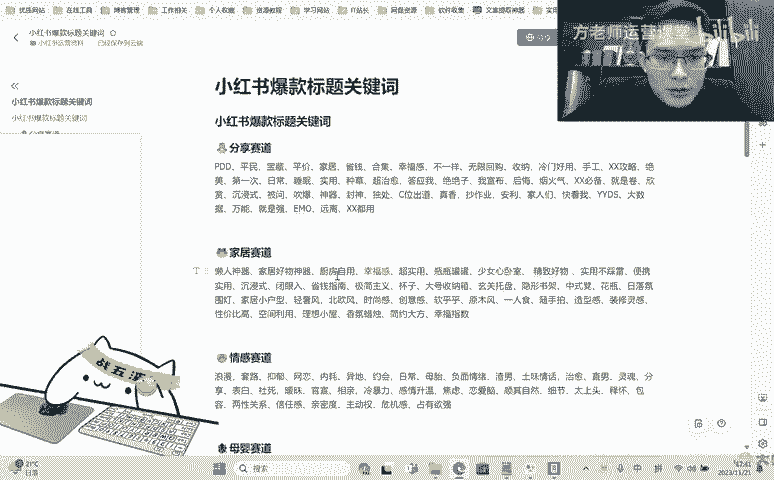 优质网站 在线工具 博客管理 工作相关 个人收藏 资源教程 学习网站 IT站长 网盘资源 软件收集 文案提取神器
方老师运营课堂 bilibili
小红书爆款标题关键词
小红书运营资料 已经保存到云端
小红书爆款标题关键词
小红书爆款标题关键词
小红书爆款标题关键词
小红书爆款标题关键词
分享赛道
PDD、平民、宝藏、平价、家居、省钱、合集、幸福感、不一样、无限回购、收纳、冷门好用、手工、XX攻略、绝
美、第一次、日常、睡眠、实用、种草、超治愈、答应我、绝绝子、我宣布、后悔、烟火气、XX必备、就是卷、欣
赏、沉浸式、被问、吹爆、神器、封神、独处、C位出道、真香、抄作业、安利、家人们、快看我、YYDS、大数
据、万能、就是强、EMO、远离、XX都用
家居赛道
懒人神器、家居好物神器、厨房自用、幸福感、超实用、瓶瓶罐罐、少女心卧室、精致好物、实用不踩雷、便携
实用、沉浸式、闭眼入、省钱指南、极简主义、杯子、大号收纳箱、玄关托盘、隐形书架、中式凳、花瓶、日落氛
围灯、家居小户型、轻奢风、北欧风、时尚感、创意感、软乎乎、原木风、一人食、随手拍、造型感、装修灵感、
性价比高、空间利用、理想小屋、香氛蜡烛、简约大方、幸福指数
情感赛道
浪漫、套路、抑郁、网恋、内耗、异地、约会、日常、母胎、负面情绪、渣男、土味情话、治愈、直男、灵魂、分
享、表白、社死、暖昧、官宣、相亲、冷暴力、感情升温、焦虑、恋爱脑、顺其自然、细节、太上头、释怀、包
容、两性关系、信任感、亲密度、主动权、危机感、占有欲强
母婴赛道
战五渣
21°C
日落
搜索
中 拼
17:41
2023/11/21